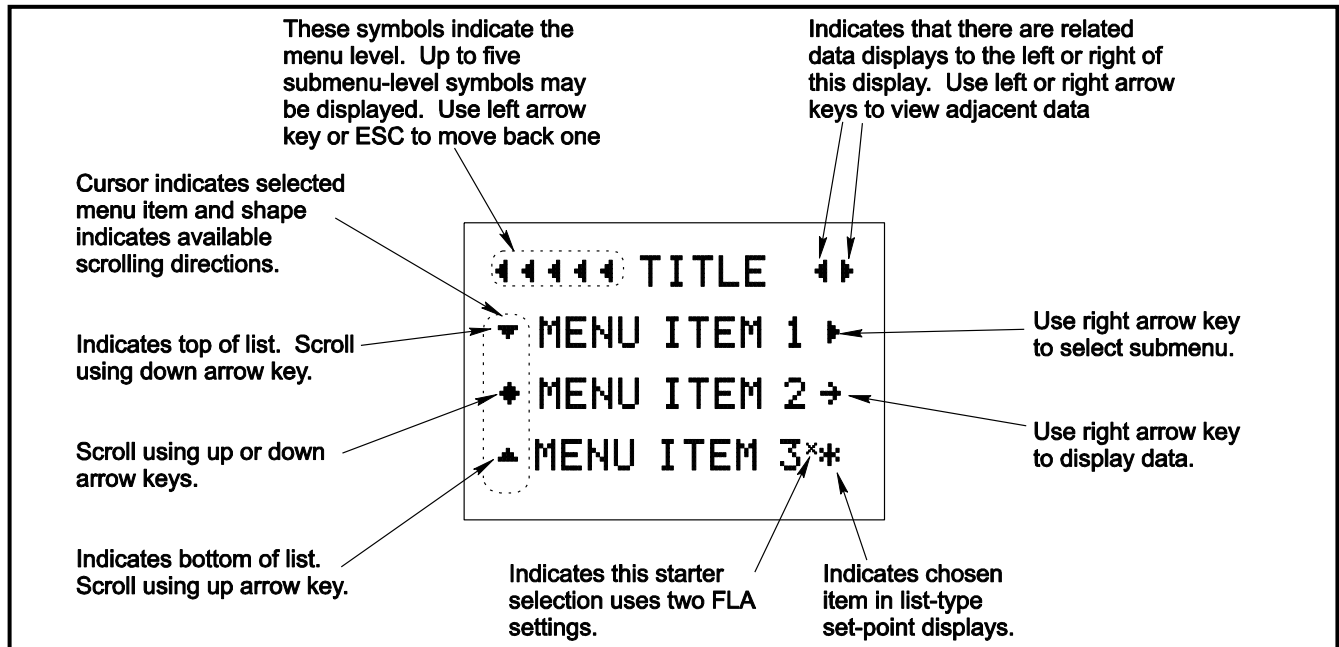 These symbols indicate the
menu level. Up to five
submenu-level symbols may
be displayed. Use left arrow
key or ESC to move back one
Indicates that there are related
data displays to the left or right of
this display. Use left or right arrow
keys to view adjacent data
Cursor indicates selected
menu item and shape
indicates available
scrolling directions.
TITLE
Indicates top of list. Scroll
using down arrow key.
MENU ITEM 1
Use right arrow key
to select submenu.
Scroll using up or down
arrow keys.
MENU ITEM 2 →
Use right arrow key
to display data.
MENU ITEM 3ˣ*
Indicates bottom of list.
Scroll using up arrow key.
Indicates this starter
selection uses two FLA
settings.
Indicates chosen
item in list-type
set-point displays.